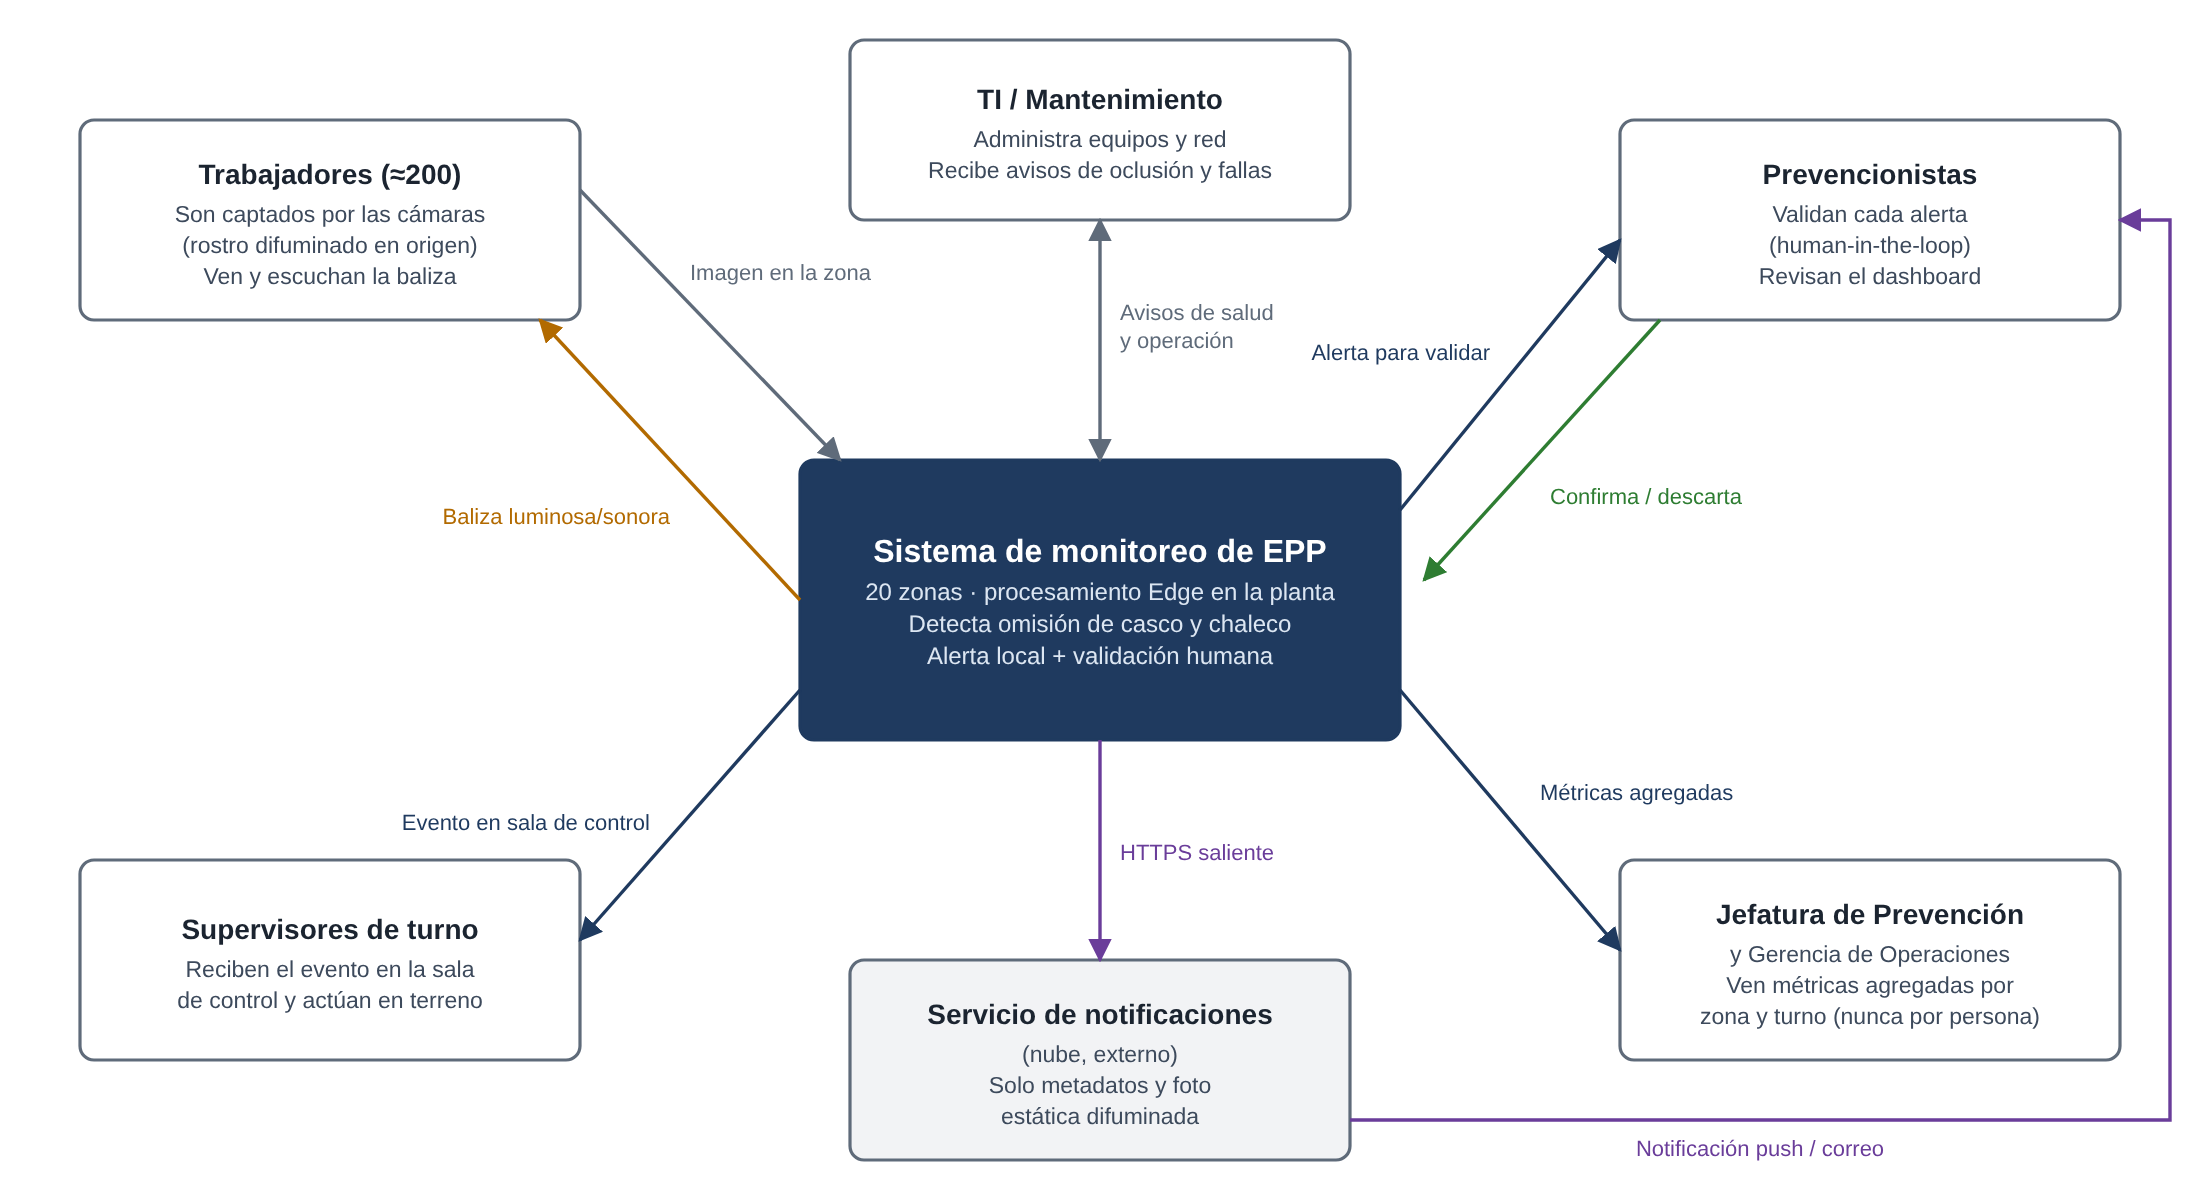 TI / Mantenimiento
Administra equipos y red
Recibe avisos de oclusión y fallas
Trabajadores (≈200)
Son captados por las cámaras
(rostro difuminado en origen)
Ven y escuchan la baliza
Prevencionistas
Validan cada alerta
(human-in-the-loop)
Revisan el dashboard
Imagen en la zona
Avisos de salud
y operación
Alerta para validar
Baliza luminosa/sonora
Confirma / descarta
Sistema de monitoreo de EPP
20 zonas · procesamiento Edge en la planta
Detecta omisión de casco y chaleco
Alerta local + validación humana
Evento en sala de control
HTTPS saliente
Métricas agregadas
Supervisores de turno
Reciben el evento en la sala
de control y actúan en terreno
Servicio de notificaciones
(nube, externo)
Solo metadatos y foto
estática difuminada
Jefatura de Prevención
y Gerencia de Operaciones
Ven métricas agregadas por
zona y turno (nunca por persona)
Notificación push / correo